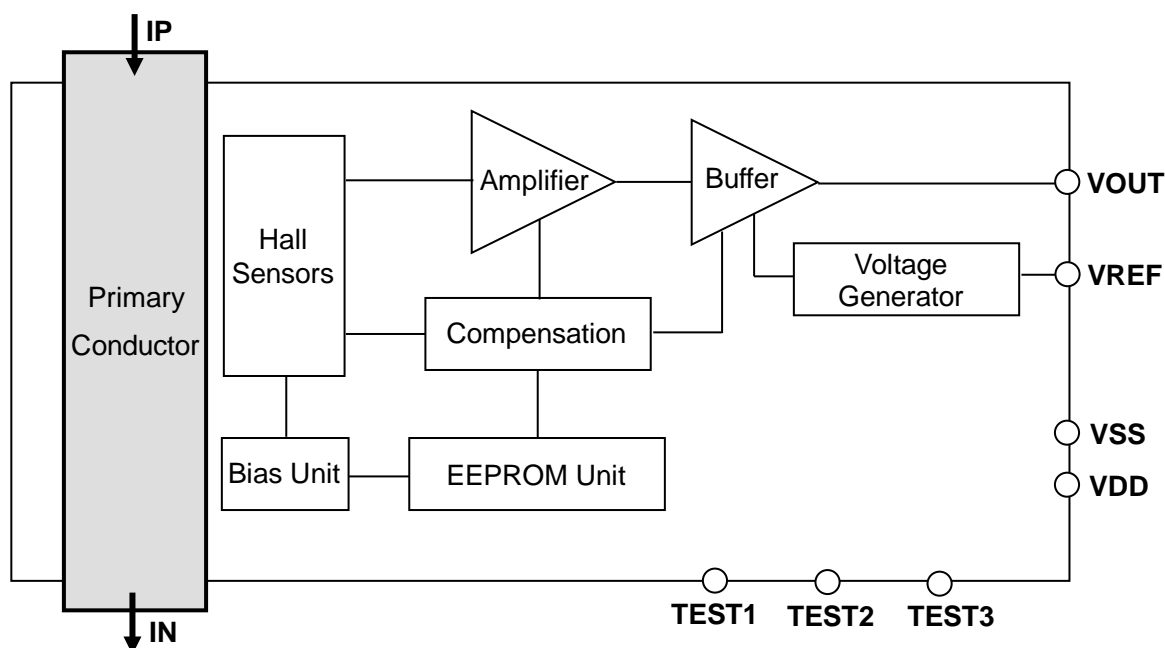 IP
Primary
Conductor
Hall
Sensors
Amplifier
Buffer
VOUT
Voltage
Generator
VREF
Compensation
Bias Unit
EEPROM Unit
VSS
VDD
TEST1
TEST2
TEST3
IN